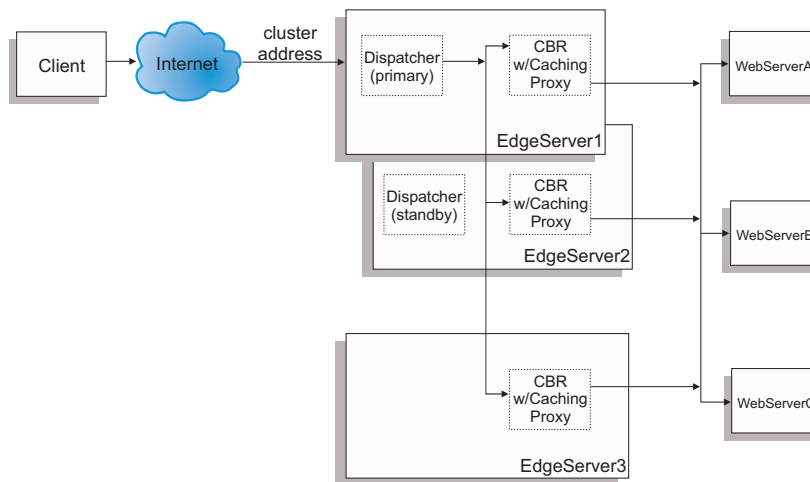 cluster
address
Client
Internet
Dispatcher
(primary)
CBR
w/Caching
Proxy
EdgeServer1
WebServerA
Dispatcher
(standby)
CBR
w/Caching
Proxy
EdgeServer2
WebServerB
CBR
w/Caching
Proxy
EdgeServer3
WebServerC